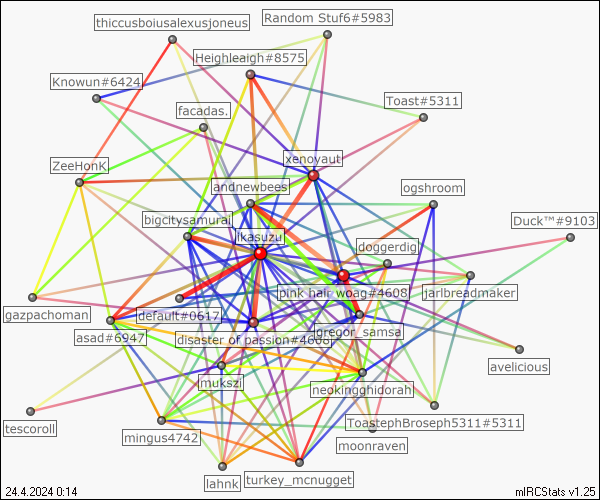 thiccusboiusalexusjoneus
Random Stuf6#5983
Heighleaigh#8575
Knowun#6424
Toast#5311
facadas.
xenovaut
ZeeHonK
andnewbees
ogshroom
bigcitysamurai
Duck™#9103
lkasuzu
doggerdig
pink hair woag#4608
jarlbreadmaker
gazpachoman
default#0617
jgregor_samsa
asad#6947
disaster of passion#4608
avelicious
mukszi
neokingghidorah
ToastephBroseph5311#5311
tescoroll
mingus4742
moonraven
lahnk
turkey_mcnugget
24.4.2024 0:14
mIRCStats v1.25